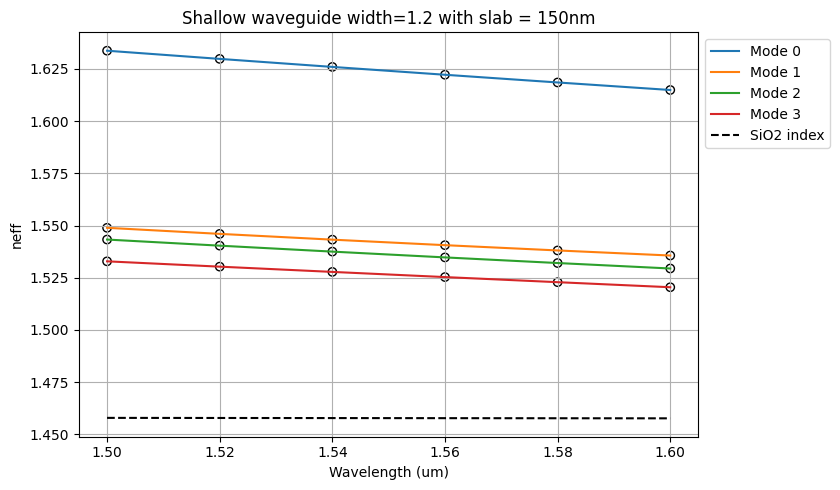 Shallow waveguide width=1.2 with slab = 150nm
neff
1.625
1.600
1.575
1.550
1.525
1.500
1.475
1.450
1.50 1.52 1.54 1.56 1.58 1.60
Wavelength (um)
Mode 0
Mode 1
Mode 2
Mode 3
SiO2 index